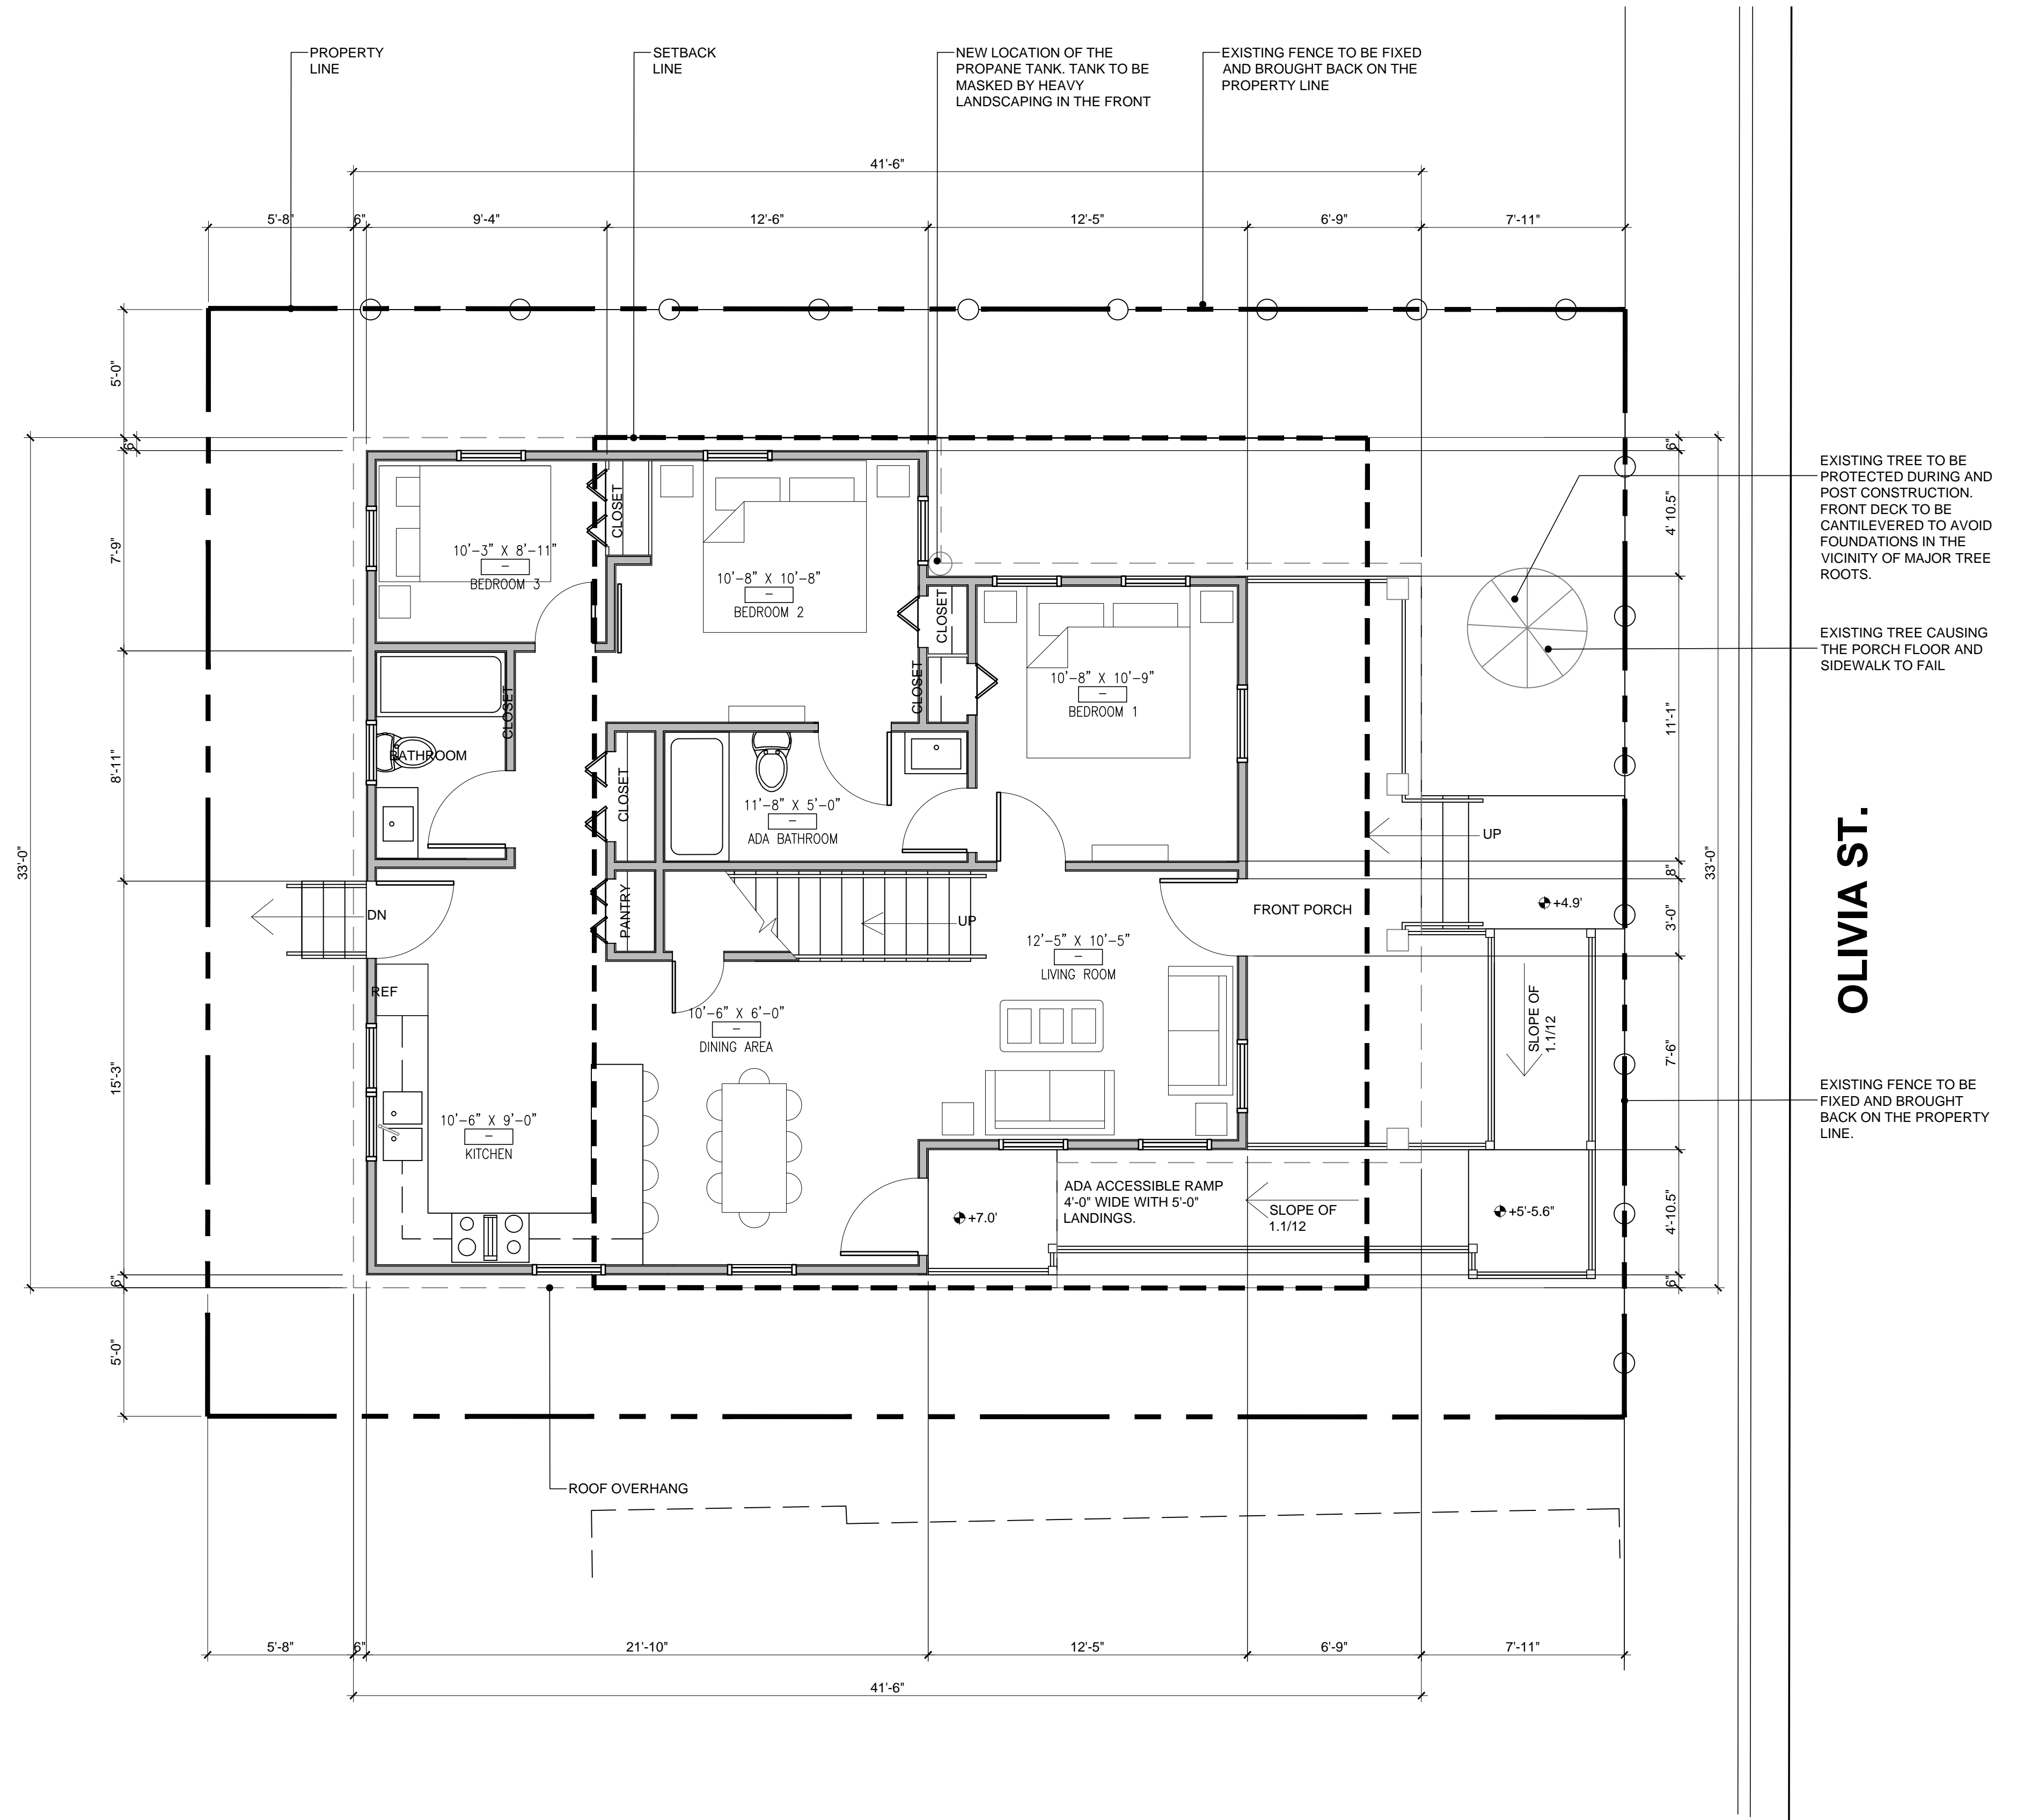 PROPERTY
LINE
SETBACK
LINE
NEW LOCATION OF THE
PROPANE TANK. TANK TO BE
MASKED BY HEAVY
LANDSCAPING IN THE FRONT
EXISTING FENCE TO BE FIXED
AND BROUGHT BACK ON THE
PROPERTY LINE
41'-6"
5'-8"
6"
9'-4"
12'-6"
12'-5"
6'-9"
7'-11"
5'-0"
6"
7'-9"
8'-11"
15'-3"
6"
5'-0"
33'-0"
10'-3" X 8'-11"
-
BEDROOM 3
CLOSET
10'-8" X 10'-8"
-
BEDROOM 2
CLOSET
CLOSET
10'-8" X 10'-9"
-
BEDROOM 1
CLOSET
BATHROOM
CLOSET
11'-8" X 5'-0"
-
ADA BATHROOM
PANTRY
DN
UP
UP
FRONT PORCH
+4.9'
12'-5" X 10'-5"
-
LIVING ROOM
REF
10'-6" X 6'-0"
-
DINING AREA
10'-6" X 9'-0"
-
KITCHEN
SLOPE OF
1.1/12
ADA ACCESSIBLE RAMP
4'-0" WIDE WITH 5'-0"
LANDINGS.
SLOPE OF
1.1/12
+7.0'
+5'-5.6"
6"
4' 10.5"
11'-1"
8"
3'-0"
7'-6"
4'-10.5"
6"
33'-0"
EXISTING TREE TO BE
PROTECTED DURING AND
POST CONSTRUCTION.
FRONT DECK TO BE
CANTILEVERED TO AVOID
FOUNDATIONS IN THE
VICINITY OF MAJOR TREE
ROOTS.
EXISTING TREE CAUSING
THE PORCH FLOOR AND
SIDEWALK TO FAIL
OLIVIA ST.
EXISTING FENCE TO BE
FIXED AND BROUGHT
BACK ON THE PROPERTY
LINE.
ROOF OVERHANG
5'-8"
6"
21'-10"
12'-5"
6'-9"
7'-11"
41'-6"